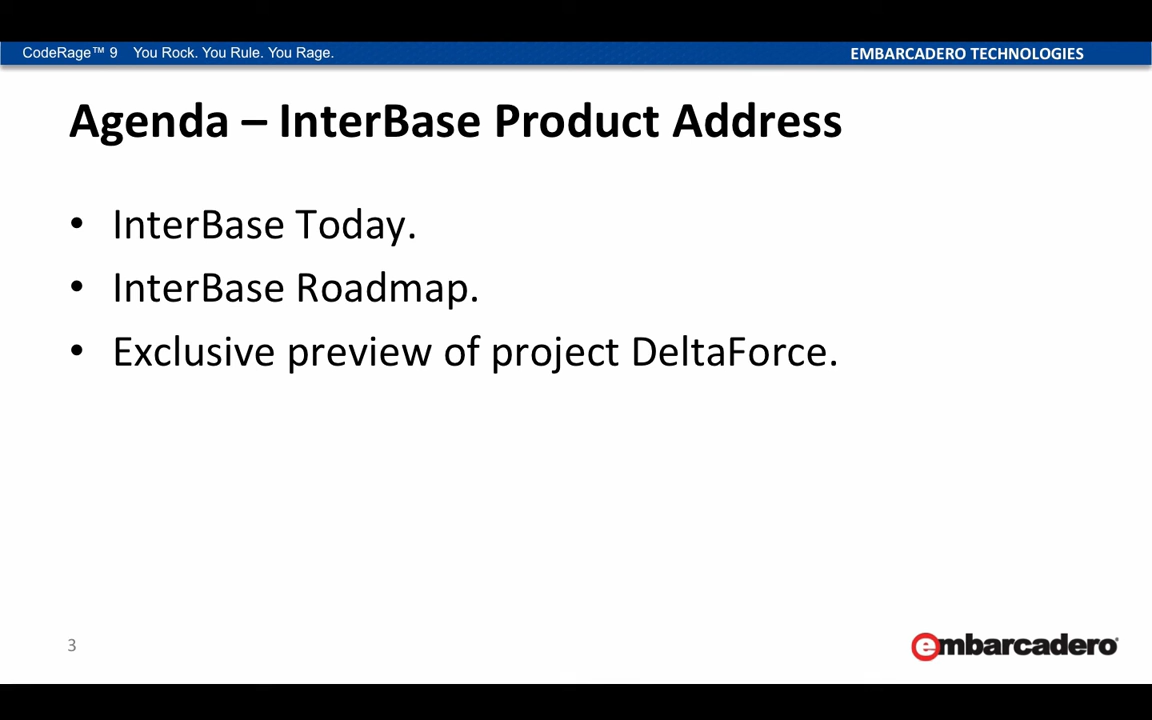 CodeRage™ 9 You Rock. You Rule. You Rage.
EMBARCADERO TECHNOLOGIES
Agenda – InterBase Product Address
• InterBase Today.
• InterBase Roadmap.
• Exclusive preview of project DeltaForce.
3
embarcadero®